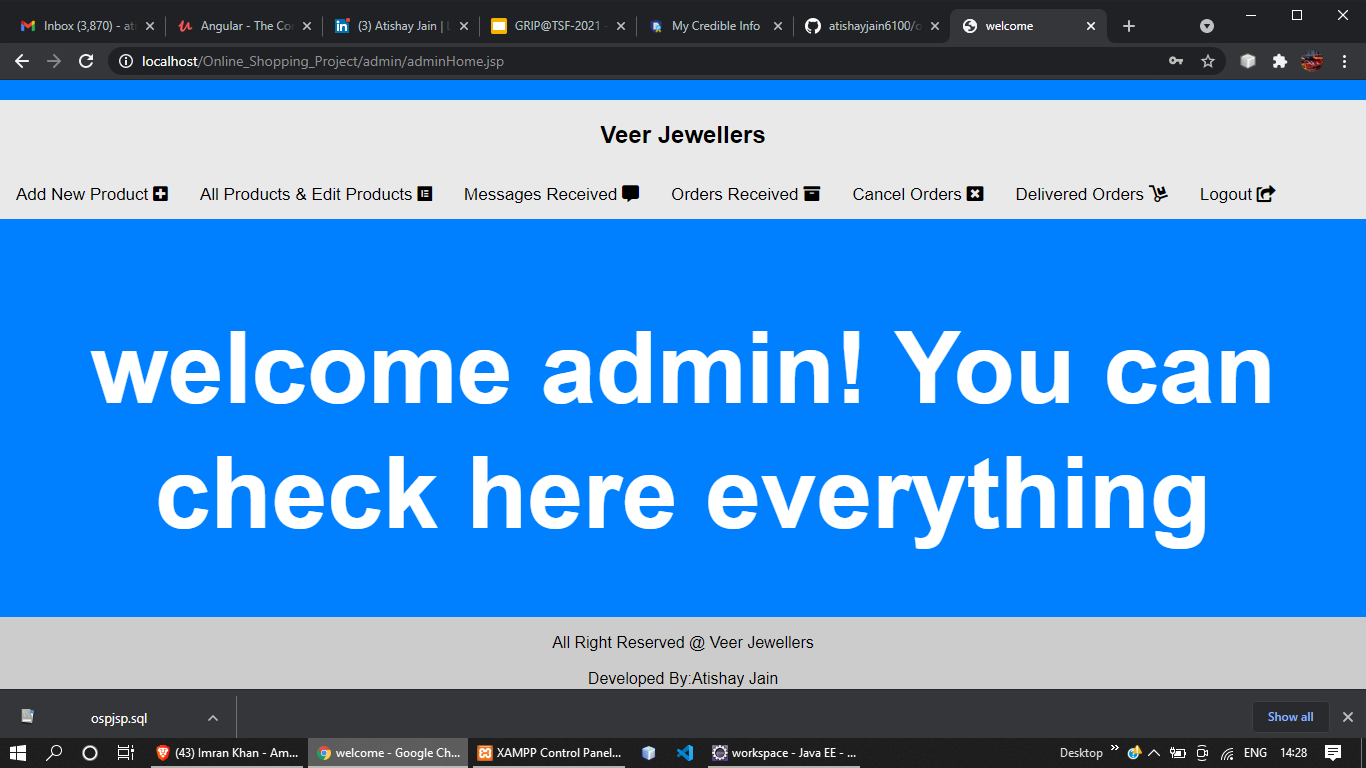 Inbox (3,870) - ati
Angular - The Co
(3) Atishay Jain | L
GRIP@TSF-2021 -
My Credible Info
atishayjain6100/o
welcome
localhost/Online_Shopping_Project/admin/adminHome.jsp
Veer Jewellers
Add New Product
All Products & Edit Products
Messages Received
Orders Received
Cancel Orders
Delivered Orders
Logout
welcome admin! You can
check here everything
All Right Reserved @ Veer Jewellers
Developed By:Atishay Jain
ospjsp.sql
Show all
(43) Imran Khan - Am...
welcome - Google Ch...
XAMPP Control Panel...
workspace - Java EE - ...
Desktop
ENG
14:28